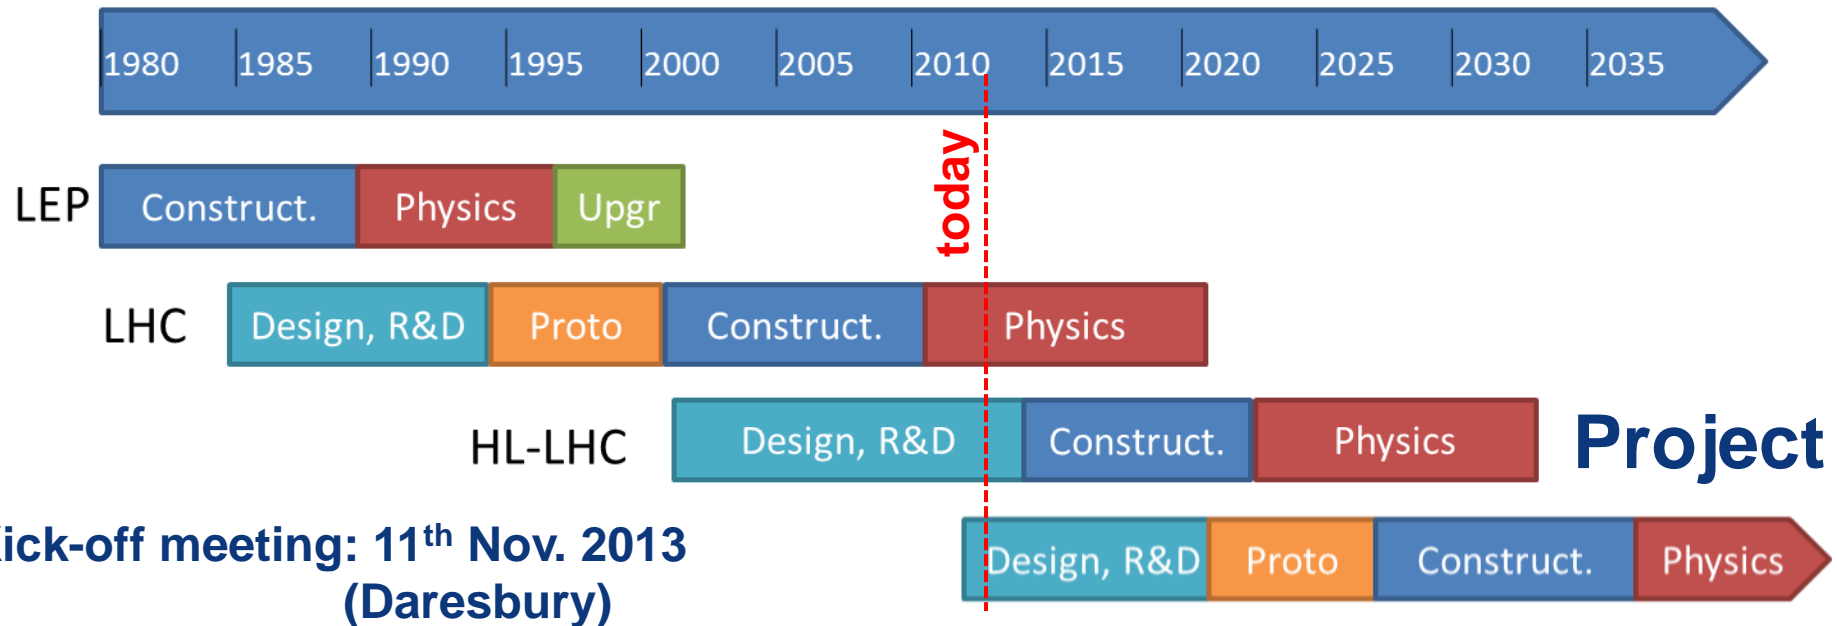 1980 1985 1990 1995 2000 2005 2010 2015 2020 2025 2030 2035
today
LEP Construct. Physics Upgr
LHC Design, R&D Proto Construct. Physics
HL-LHC Design, R&D Construct. Physics Project
Kick-off meeting: 11th Nov. 2013
(Daresbury)
Design, R&D Proto Construct. Physics